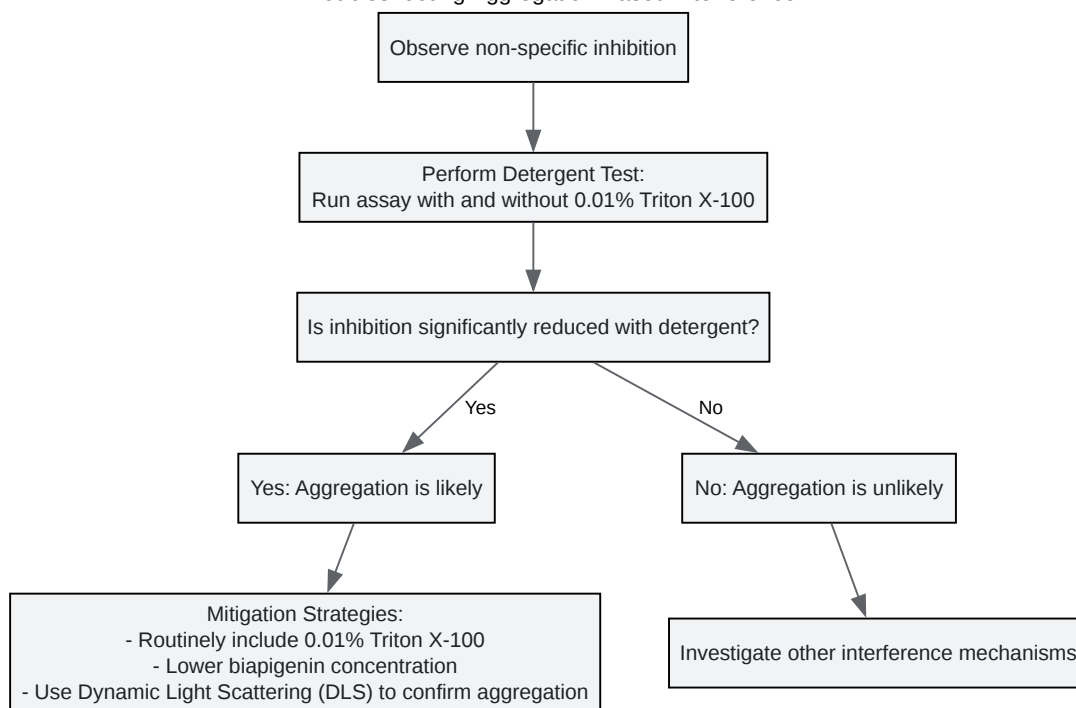 Observe non-specific inhibition
Perform Detergent Test:
Run assay with and without 0.01% Triton X-100
Is inhibition significantly reduced with detergent?
Yes
No
Yes: Aggregation is likely
No: Aggregation is unlikely
Mitigation Strategies:
- Routinely include 0.01% Triton X-100
- Lower biapigenin concentration
- Use Dynamic Light Scattering (DLS) to confirm aggregation
Investigate other interference mechanisms